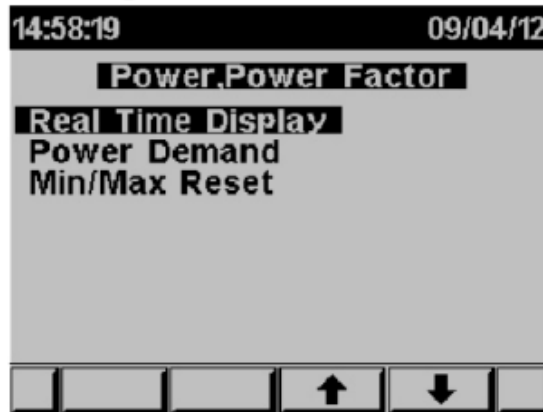 14:58:19 09/04/12
Power,Power Factor
Real Time Display
Power Demand
Min/Max Reset